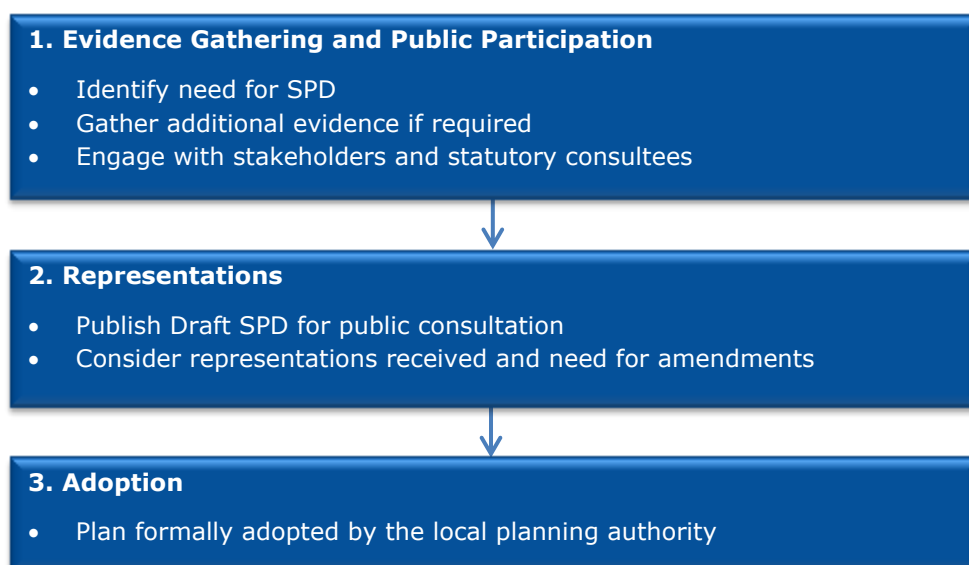 1. Evidence Gathering and Public Participation
• Identify need for SPD
• Gather additional evidence if required
• Engage with stakeholders and statutory consultees
2. Representations
• Publish Draft SPD for public consultation
• Consider representations received and need for amendments
3. Adoption
• Plan formally adopted by the local planning authority